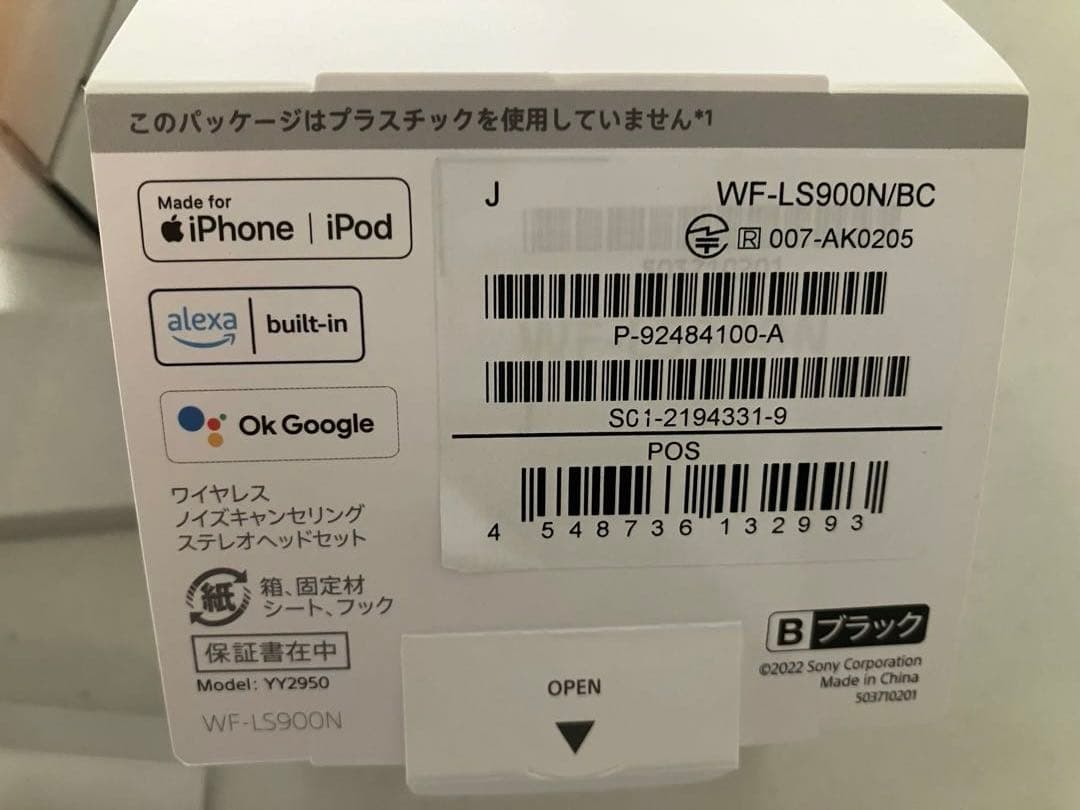 このパッケージはプラスチックを使用していません*1
Made for
iPhone | iPod
alexa built-in
Ok Google
ワイヤレス
ノイズキャンセリング
ステレオヘッドセット
紙 箱、固定材
シート、フック
保証書在中
Model: YY2950
WF-LS900N
J WF-LS900N/BC
R 007-AK0205
P-92484100-A
S01-2194331-9
POS
4 548736 132993
B ブラック
©2022 Sony Corporation
Made in China
503710201
OPEN